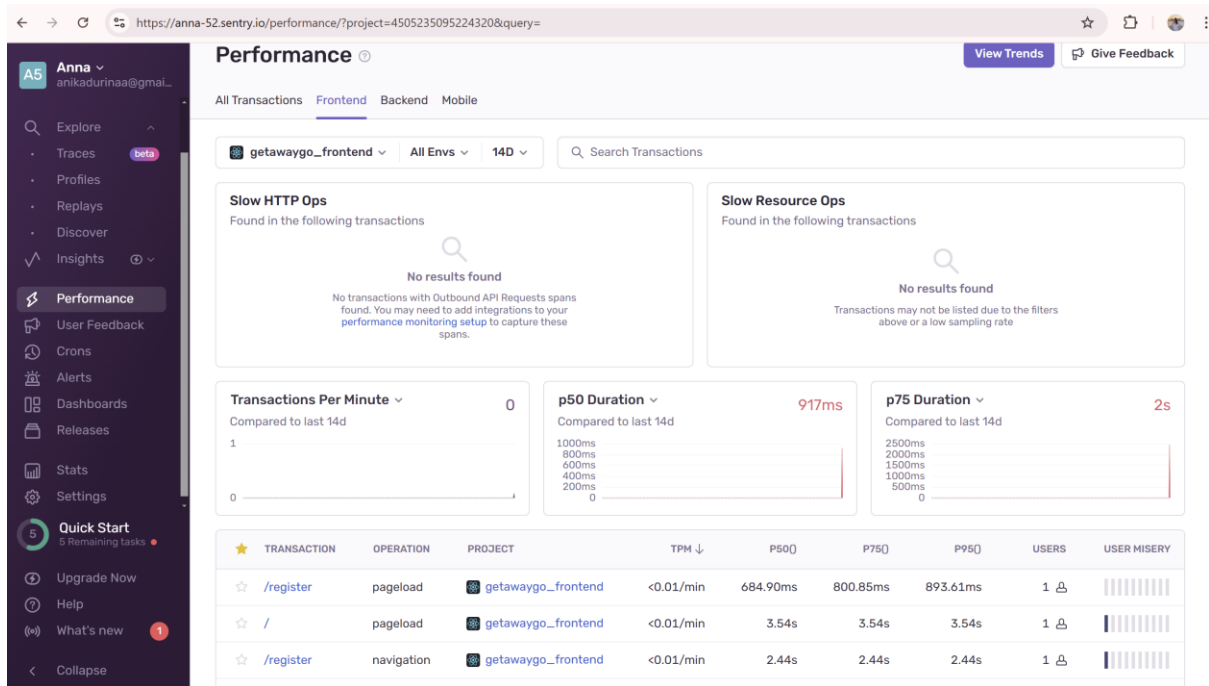 https://anna-52.sentry.io/performance/?project=4505235095224320&query=
A5
Anna
anikadurinaa@gmai...
Explore
Traces beta
Profiles
Replays
Discover
Insights
Performance
User Feedback
Crons
Alerts
Dashboards
Releases
Stats
Settings
5
Quick Start
5 Remaining tasks
Upgrade Now
Help
What's new 1
Collapse
Performance
View Trends
Give Feedback
All Transactions Frontend Backend Mobile
getawaygo_frontend All Envs 14D
Search Transactions
Slow HTTP Ops
Found in the following transactions
No results found
No transactions with Outbound API Requests spans
found. You may need to add integrations to your
performance monitoring setup to capture these
spans.
Slow Resource Ops
Found in the following transactions
No results found
Transactions may not be listed due to the filters
above or a low sampling rate
Transactions Per Minute 0
Compared to last 14d
1
0
p50 Duration 917ms
Compared to last 14d
1000ms
800ms
600ms
400ms
200ms
0
p75 Duration 2s
Compared to last 14d
2500ms
2000ms
1500ms
1000ms
500ms
0
TRANSACTION OPERATION PROJECT TPM P50() P75() P95() USERS USER MISERY
/register pageload getawaygo_frontend <0.01/min 684.90ms 800.85ms 893.61ms 1
/ pageload getawaygo_frontend <0.01/min 3.54s 3.54s 3.54s 1
/register navigation getawaygo_frontend <0.01/min 2.44s 2.44s 2.44s 1